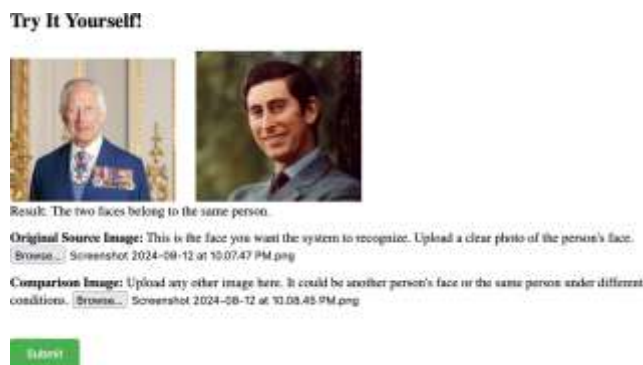 Try It Yourself!
Result: The two faces belong to the same person.
Original Source Image: This is the face you want the system to recognize. Upload a clear photo of the person's face.
Browse... Screenshot 2024-08-12 at 10.07.47 PM.png
Comparison Image: Upload any other image here. It could be another person's face or the same person under different
conditions. Browse... Screenshot 2024-08-12 at 10.08.45 PM.png
Submit